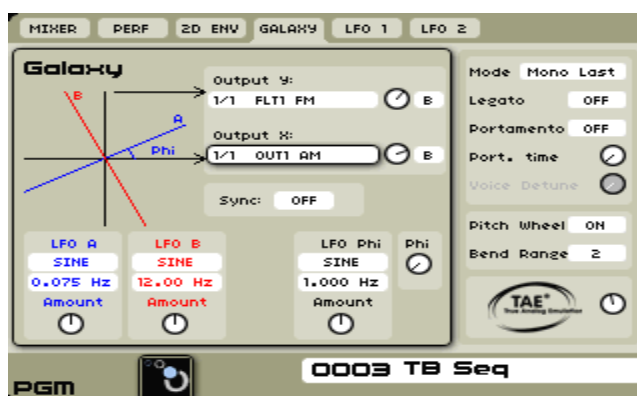 MIXER PERF 2D ENV GALAXY LFO 1 LFO 2
Galaxy
B
A
Phi
Output Y:
1/1 FLT1 FM B
Output X:
1/1 OUT1 AM B
Sync: OFF
LFO A
SINE
0.075 Hz
Amount
LFO B
SINE
12.00 Hz
Amount
LFO Phi
SINE
1.000 Hz
Amount
Phi
Mode Mono Last
Legato OFF
Portamento OFF
Port. time
Voice Detune
Pitch Wheel ON
Bend Range 2
TAE®
True Analog Emulation
PGM
0003 TB Seq